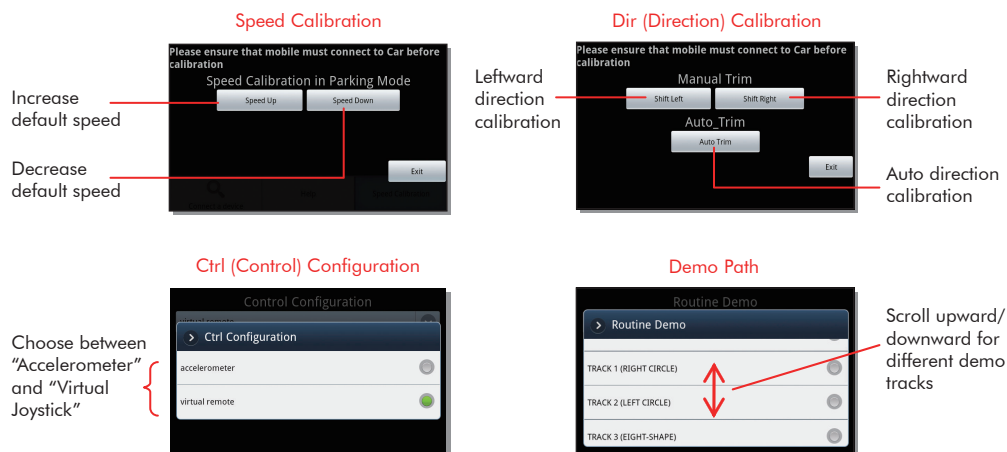 Speed Calibration
Please ensure that mobile must connect to Car before
calibration
Speed Calibration in Parking Mode
Speed Up
Speed Down
Exit
Increase
default speed
Decrease
default speed
Dir (Direction) Calibration
Please ensure that mobile must connect to Car before
calibration
Manual Trim
Shift Left
Shift Right
Auto_Trim
Auto Trim
Exit
Leftward
direction
calibration
Rightward
direction
calibration
Auto direction
calibration
Ctrl (Control) Configuration
Control Configuration
virtual remote
Ctrl Configuration
accelerometer
virtual remote
Choose between
“Accelerometer”
and “Virtual
Joystick”
Demo Path
Routine Demo
Routine Demo
TRACK 1 (RIGHT CIRCLE)
TRACK 2 (LEFT CIRCLE)
TRACK 3 (EIGHT-SHAPE)
Scroll upward/
downward for
different demo
tracks